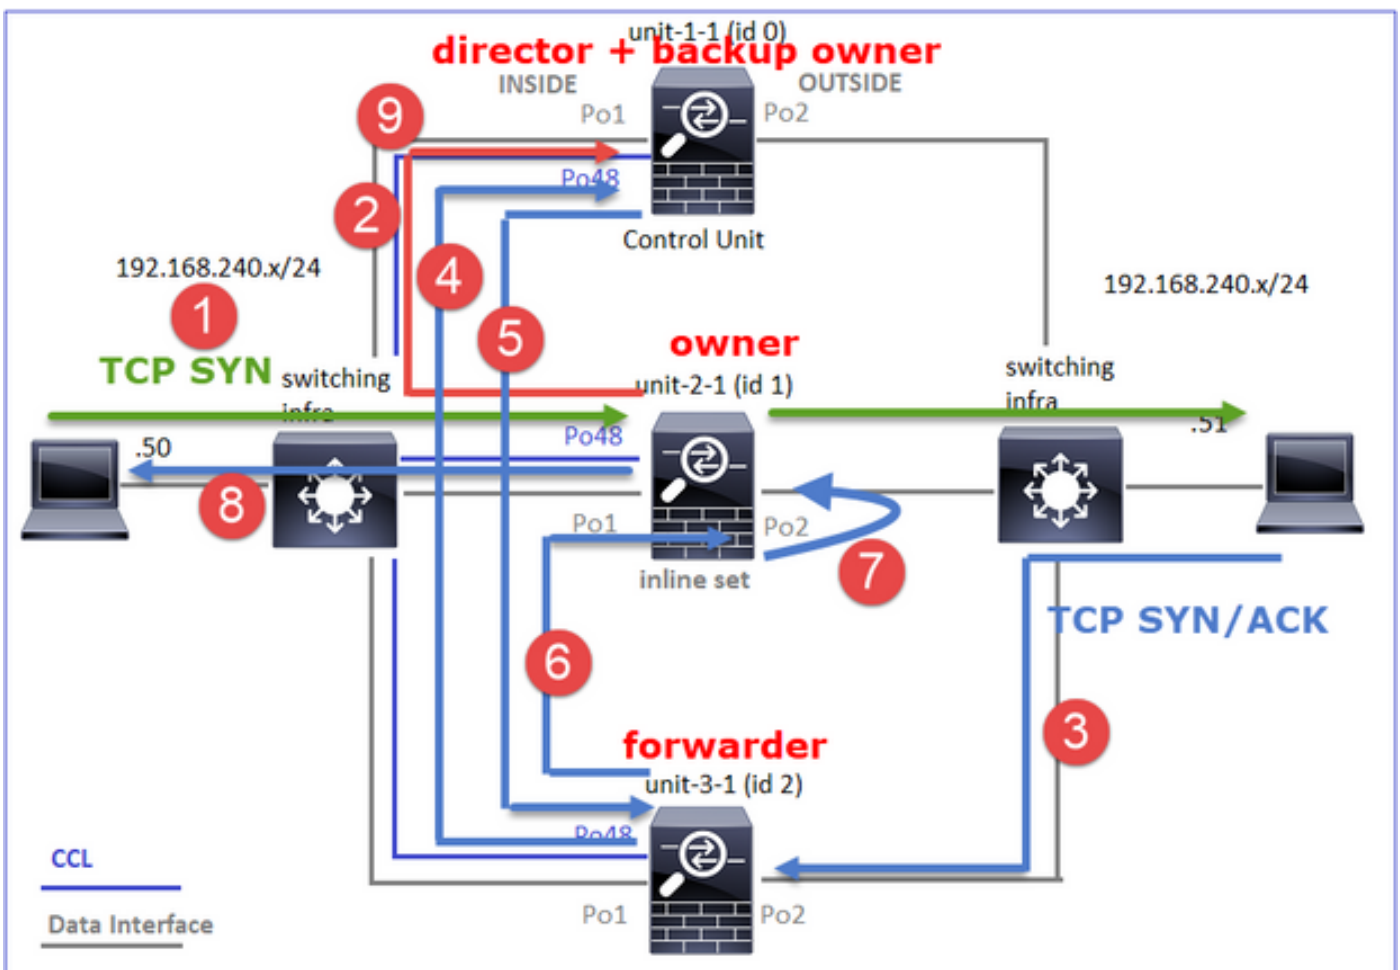 unit-1-1 (id 0)
director + backup owner
INSIDE
OUTSIDE
9
Po1
Po2
Po48
2
Control Unit
192.168.240.x/24
4
192.168.240.x/24
1
5
owner
TCP SYN
switching
infra
unit-2-1 (id 1)
switching
infra
.50
Po48
.51
8
Po1
Po2
7
inline set
TCP SYN/ACK
6
3
forwarder
unit-3-1 (id 2)
Po48
CCL
Po1
Po2
Data Interface